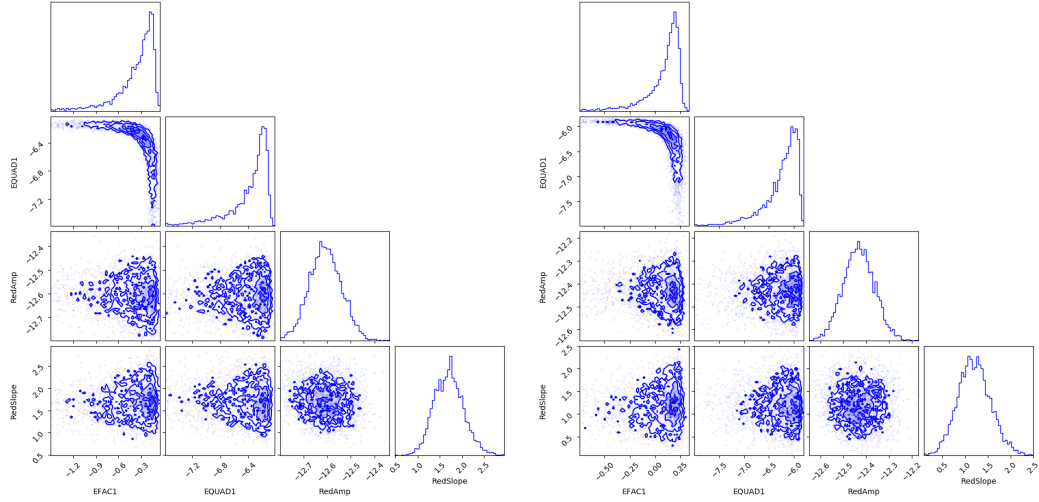 EQUAD1
−6.4
−6.8
−7.2
RedAmp
−12.4
−12.5
−12.6
−12.7
RedSlope
2.5
2.0
1.5
1.0
0.5
−1.2 −0.9 −0.6 −0.3
−7.2 −6.8 −6.4
−12.7 −12.6 −12.5 −12.4
0.5 1.0 1.5 2.0 2.5
EFAC1 EQUAD1 RedAmp RedSlope
EQUAD1
−6.0
−6.5
−7.0
−7.5
RedAmp
−12.2
−12.3
−12.4
−12.5
−12.6
RedSlope
2.5
2.0
1.5
1.0
0.5
−0.50 −0.25 0.00 0.25
−7.5 −7.0 −6.5 −6.0
−12.6 −12.5 −12.4 −12.3 −12.2
0.5 1.0 1.5 2.0 2.5
EFAC1 EQUAD1 RedAmp RedSlope